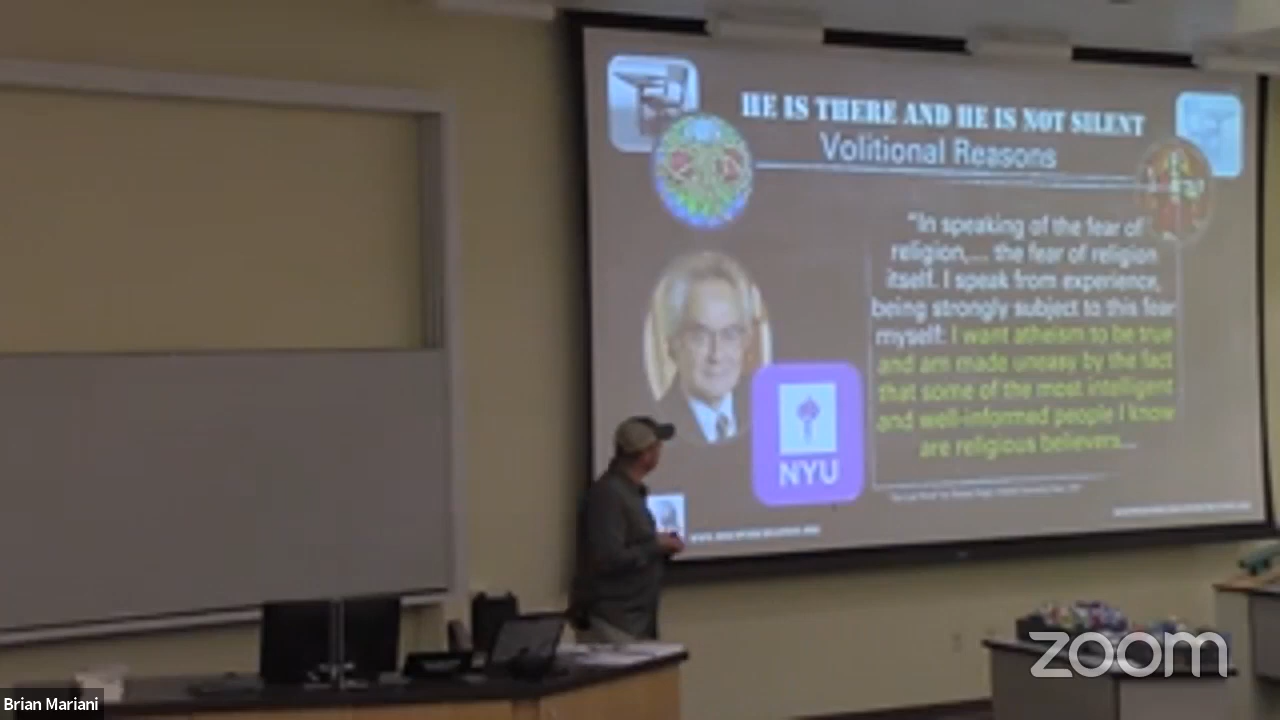 HE IS THERE AND HE IS NOT SILENT
Volitional Reasons
"In speaking of the fear of
religion,... the fear of religion
itself. I speak from experience,
being strongly subject to this fear
myself: I want atheism to be true
and am made uneasy by the fact
that some of the most intelligent
and well-informed people I know
are religious believers...
NYU
zoom
Brian Mariani